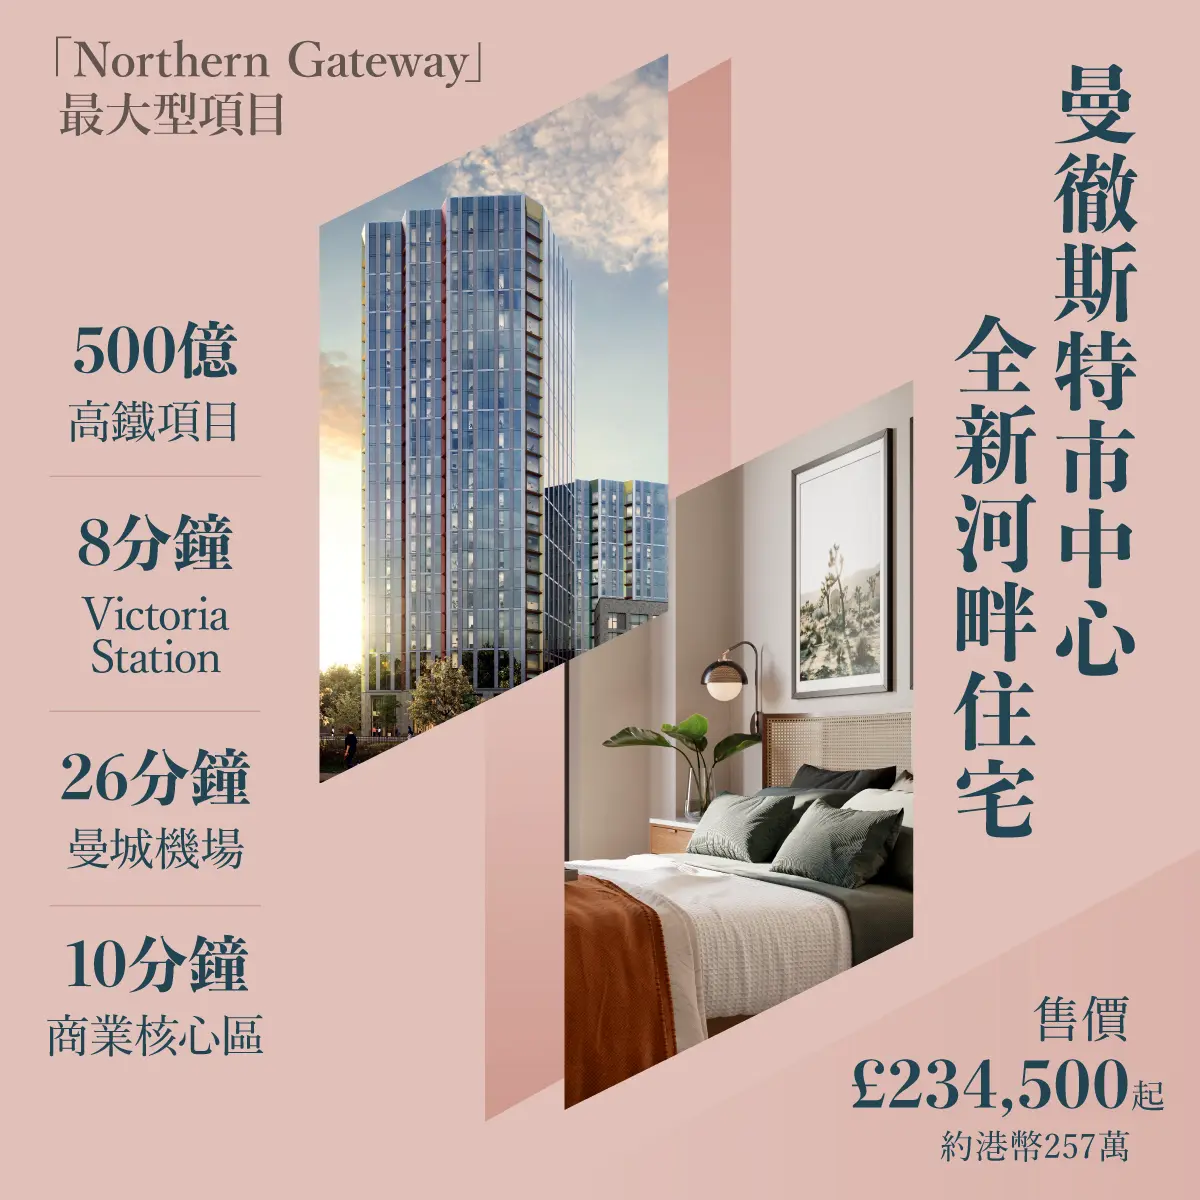 「Northern Gateway」
最大型項目
曼徹斯特市中心
全新河畔住宅
500億
高鐵項目
8分鐘
Victoria
Station
26分鐘
曼城機場
10分鐘
商業核心區
售價
£234,500起
約港幣257萬